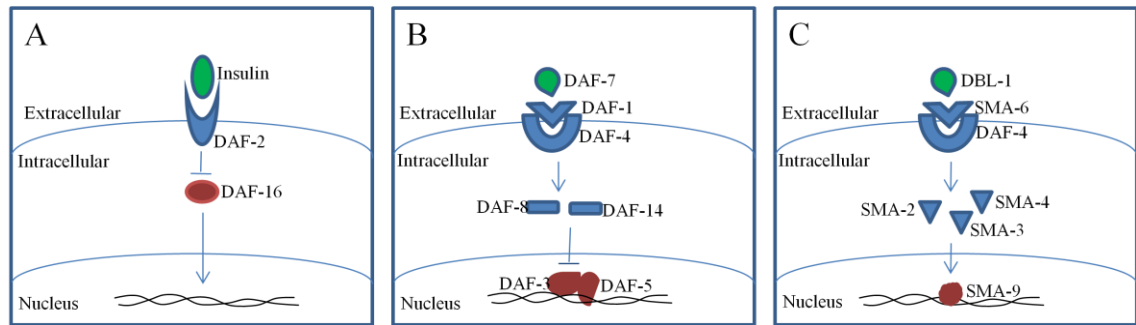 A
Insulin
Extracellular
DAF-2
Intracellular
DAF-16
Nucleus
B
DAF-7
DAF-1
Extracellular
DAF-4
Intracellular
DAF-8
DAF-14
DAF-3
DAF-5
Nucleus
C
DBL-1
SMA-6
Extracellular
DAF-4
Intracellular
SMA-4
SMA-2
SMA-3
SMA-9
Nucleus